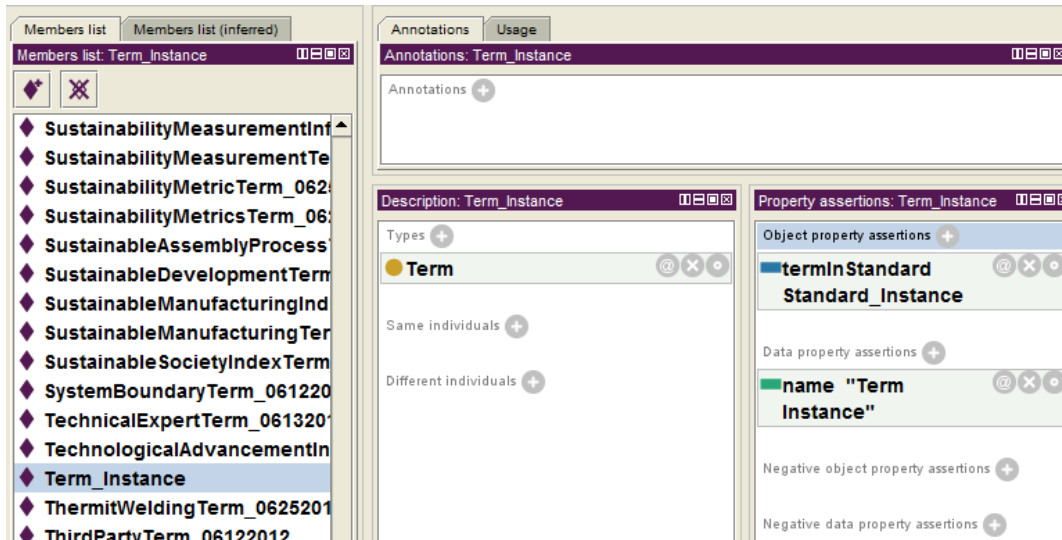 Members list
Members list (inferred)
Members list: Term_Instance
SustainabilityMeasurementInf
SustainabilityMeasurementTe
SustainabilityMetricTerm_062
SustainabilityMetricsTerm_06
SustainableAssemblyProcess
SustainableDevelopmentTerm
SustainableManufacturingInd
SustainableManufacturingTer
SustainableSocietyIndexTerm
SystemBoundaryTerm_061220
TechnicalExpertTerm_061320
TechnologicalAdvancementIn
Term_Instance
ThermitWeldingTerm_0625201
ThirdPartyTerm_06122012
Annotations
Usage
Annotations: Term_Instance
Annotations
Description: Term_Instance
Types
Term
Same individuals
Different individuals
Property assertions: Term_Instance
Object property assertions
termInStandard
Standard_Instance
Data property assertions
name "Term
Instance"
Negative object property assertions
Negative data property assertions